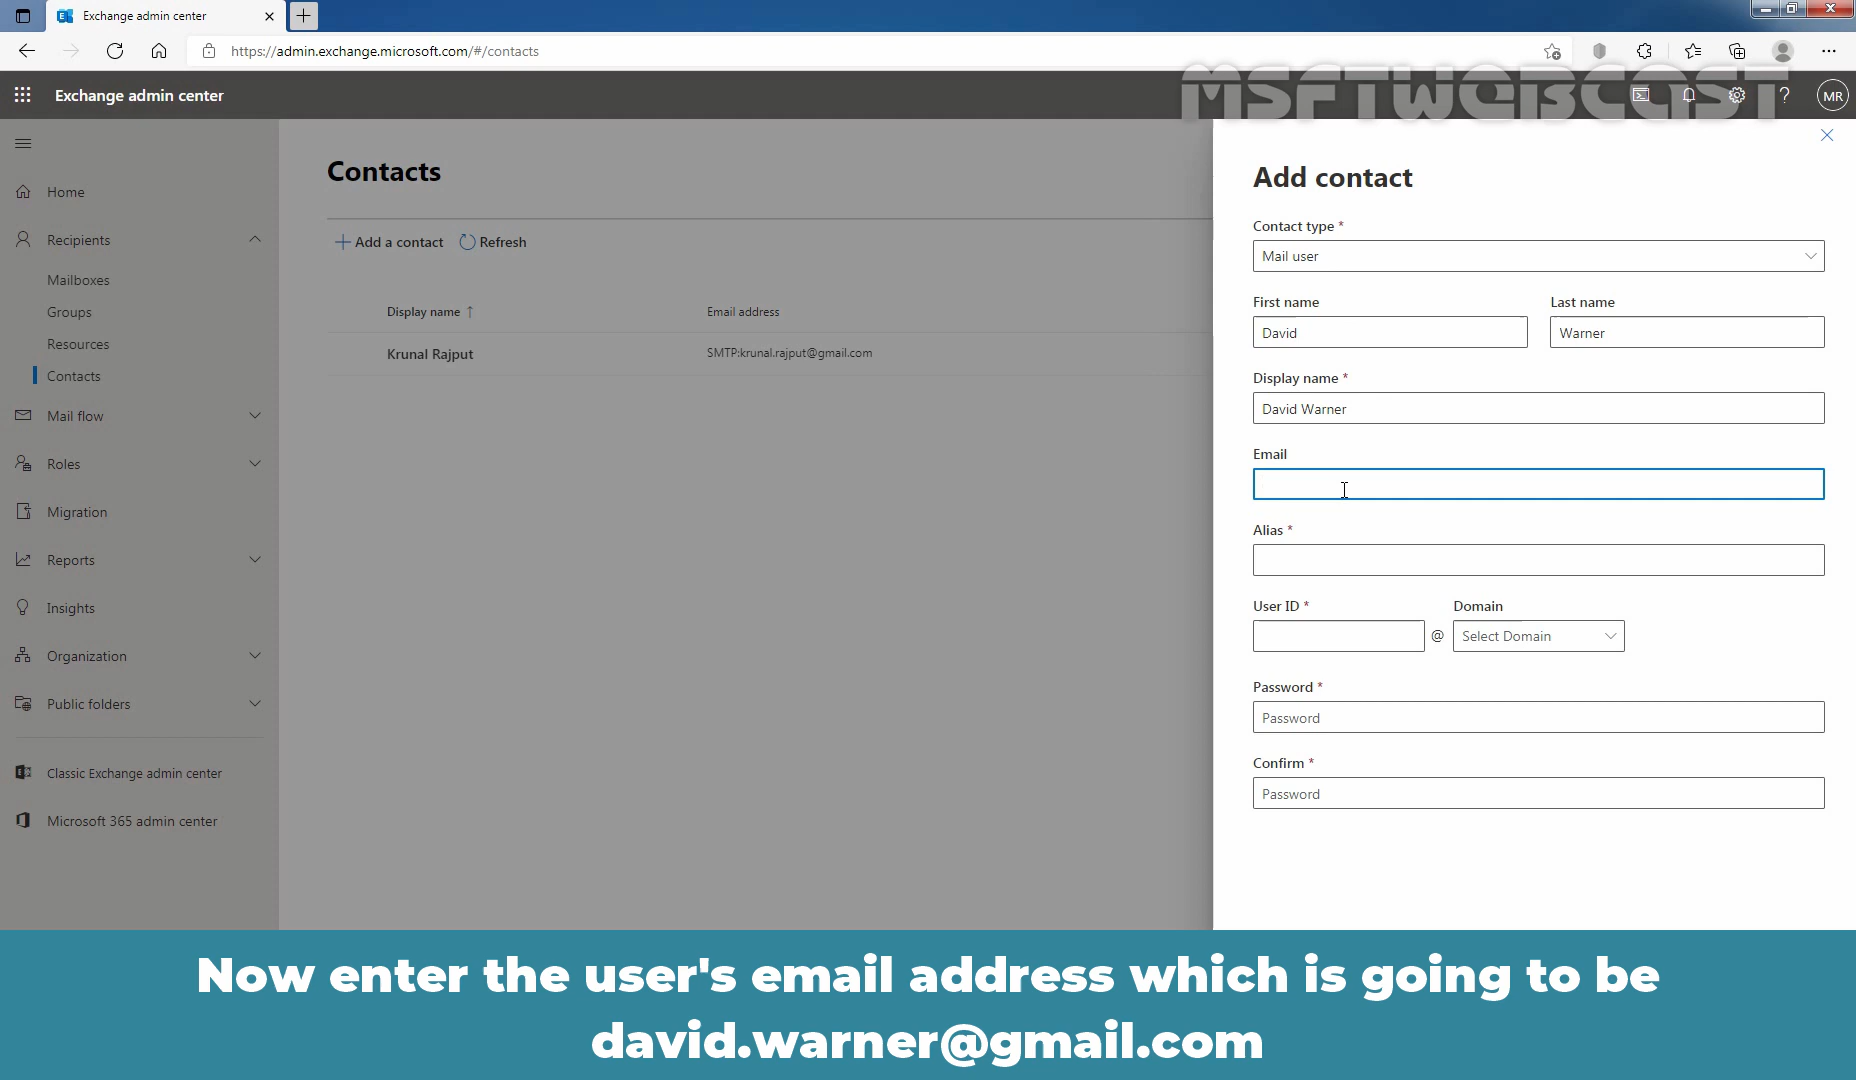 Exchange admin center
https://admin.exchange.microsoft.com/#/contacts
MSFTWEBCAST
Exchange admin center
MR
Home
Recipients
Mailboxes
Groups
Resources
Contacts
Mail flow
Roles
Migration
Reports
Insights
Organization
Public folders
Classic Exchange admin center
Microsoft 365 admin center
Contacts
Add a contact Refresh
Display name ↑ Email address
Krunal Rajput SMTP:krunal.rajput@gmail.com
Add contact
Contact type *
Mail user
First name Last name
David Warner
Display name *
David Warner
Email
Alias *
User ID * Domain
@ Select Domain
Password *
Password
Confirm *
Password
Now enter the user's email address which is going to be
david.warner@gmail.com